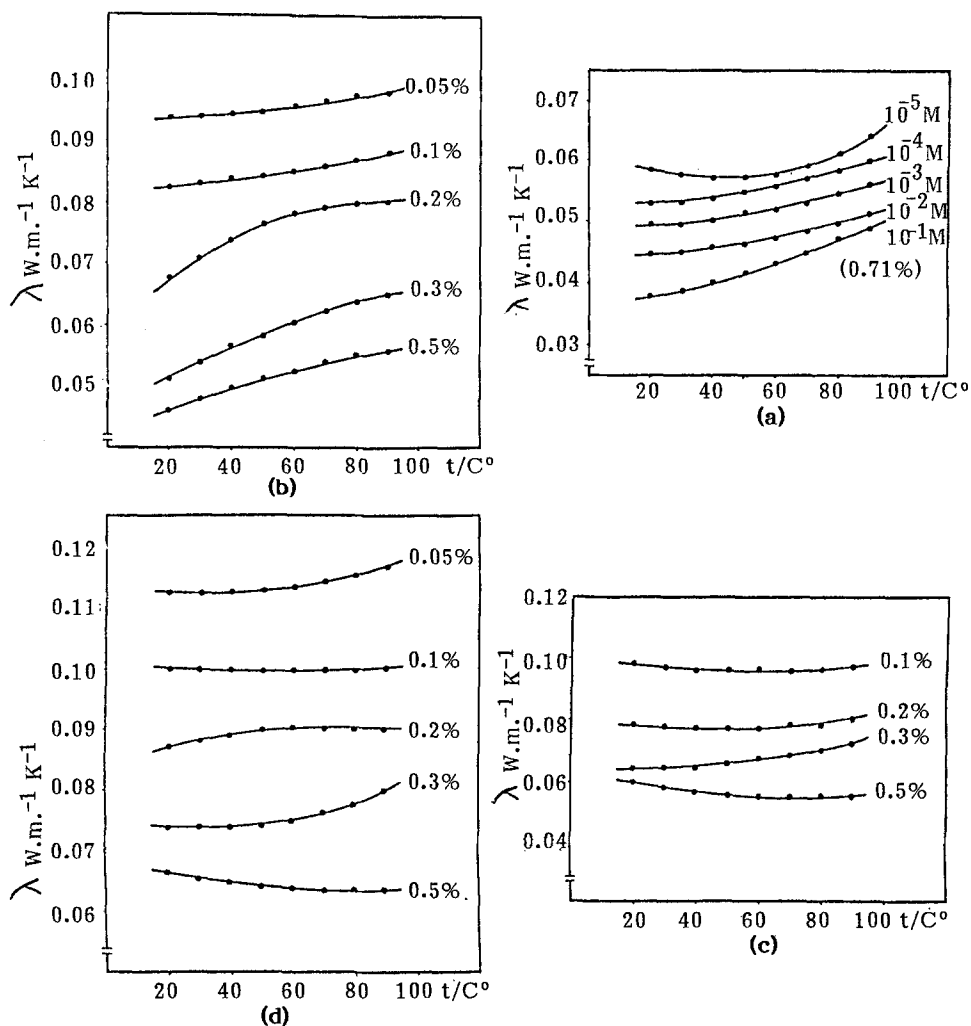 0.10
0.09
0.08
0.07
0.06
0.05
λ W.m.⁻¹ K⁻¹
0.05%
0.1%
0.2%
0.3%
0.5%
20 40 60 80 100 t/C°
(b)
0.07
0.06
0.05
0.04
0.03
λ W.m.⁻¹ K⁻¹
10⁻⁵M
10⁻⁴M
10⁻³M
10⁻²M
10⁻¹M
(0.71%)
20 40 60 80 100 t/C°
(a)
0.12
0.11
0.10
0.09
0.08
0.07
0.06
λ W.m.⁻¹ K⁻¹
0.05%
0.1%
0.2%
0.3%
0.5%
20 40 60 80 100 t/C°
(d)
0.12
0.10
0.08
0.06
0.04
λ W.m.⁻¹ K⁻¹
0.1%
0.2%
0.3%
0.5%
20 40 60 80 100 t/C°
(c)